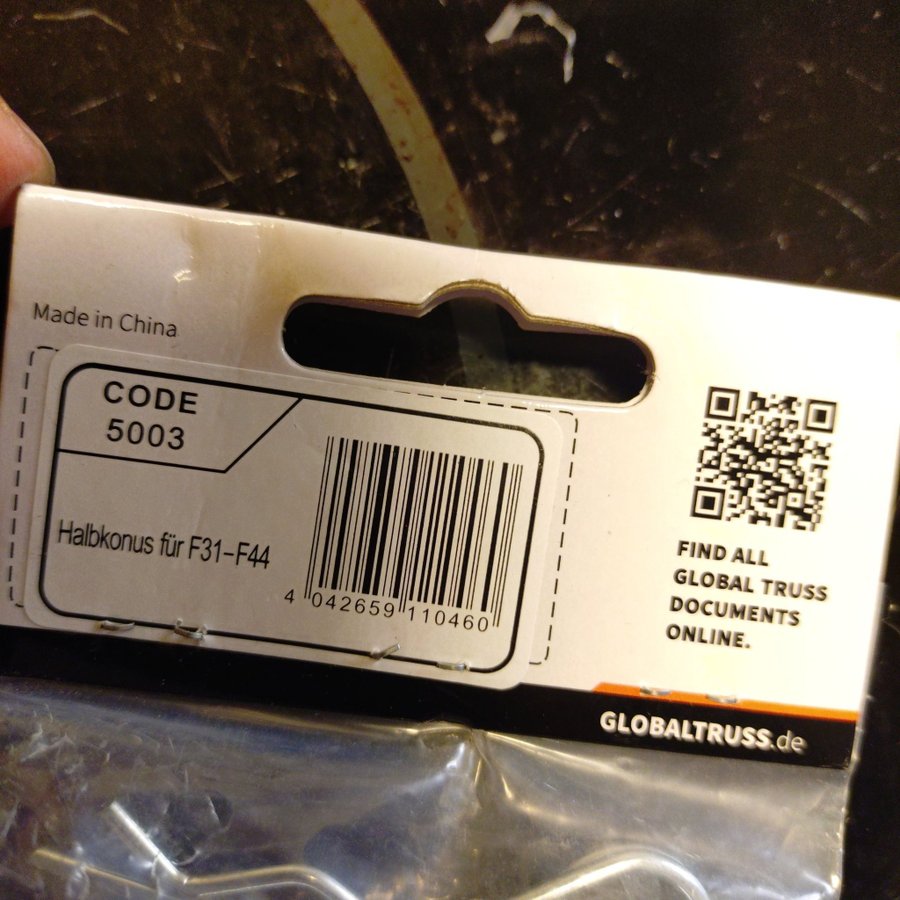 Made in China
CODE
5003
Halbkonus für F31-F44
4 042659 110460
FIND ALL
GLOBAL TRUSS
DOCUMENTS
ONLINE.
GLOBALTRUSS.de